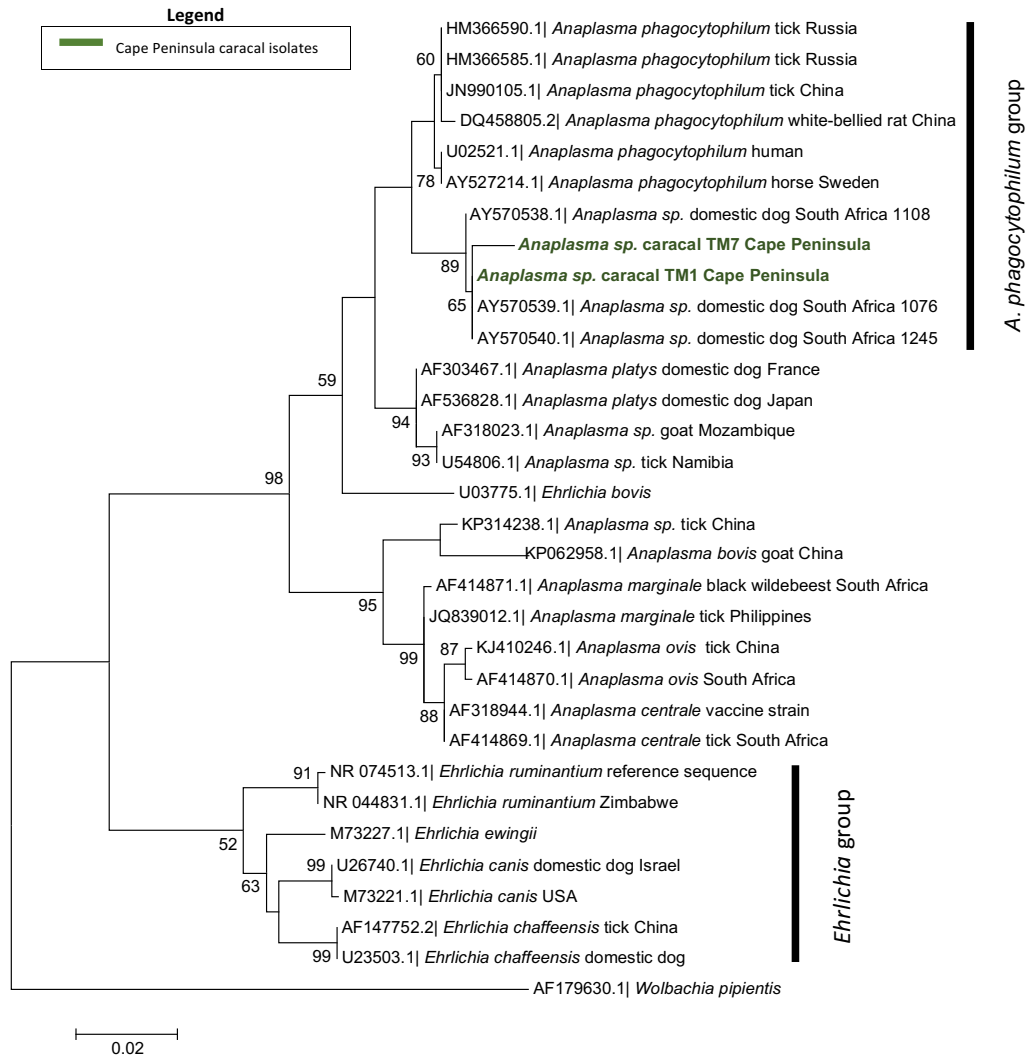 Legend
Cape Peninsula caracal isolates
HM366590.1| Anaplasma phagocytophilum tick Russia
60
HM366585.1| Anaplasma phagocytophilum tick Russia
JN990105.1| Anaplasma phagocytophilum tick China
DQ458805.2| Anaplasma phagocytophilum white-bellied rat China
U02521.1| Anaplasma phagocytophilum human
78
AY527214.1| Anaplasma phagocytophilum horse Sweden
AY570538.1| Anaplasma sp. domestic dog South Africa 1108
Anaplasma sp. caracal TM7 Cape Peninsula
89
Anaplasma sp. caracal TM1 Cape Peninsula
65
AY570539.1| Anaplasma sp. domestic dog South Africa 1076
AY570540.1| Anaplasma sp. domestic dog South Africa 1245
A. phagocytophilum group
AF303467.1| Anaplasma platys domestic dog France
59
AF536828.1| Anaplasma platys domestic dog Japan
94
AF318023.1| Anaplasma sp. goat Mozambique
93
U54806.1| Anaplasma sp. tick Namibia
98
U03775.1| Ehrlichia bovis
KP314238.1| Anaplasma sp. tick China
KP062958.1| Anaplasma bovis goat China
95
AF414871.1| Anaplasma marginale black wildebeest South Africa
JQ839012.1| Anaplasma marginale tick Philippines
99
87
KJ410246.1| Anaplasma ovis tick China
AF414870.1| Anaplasma ovis South Africa
88
AF318944.1| Anaplasma centrale vaccine strain
AF414869.1| Anaplasma centrale tick South Africa
91
NR 074513.1| Ehrlichia ruminantium reference sequence
NR 044831.1| Ehrlichia ruminantium Zimbabwe
52
M73227.1| Ehrlichia ewingii
63
99
U26740.1| Ehrlichia canis domestic dog Israel
M73221.1| Ehrlichia canis USA
AF147752.2| Ehrlichia chaffeensis tick China
99
U23503.1| Ehrlichia chaffeensis domestic dog
Ehrlichia group
AF179630.1| Wolbachia pipientis
0.02